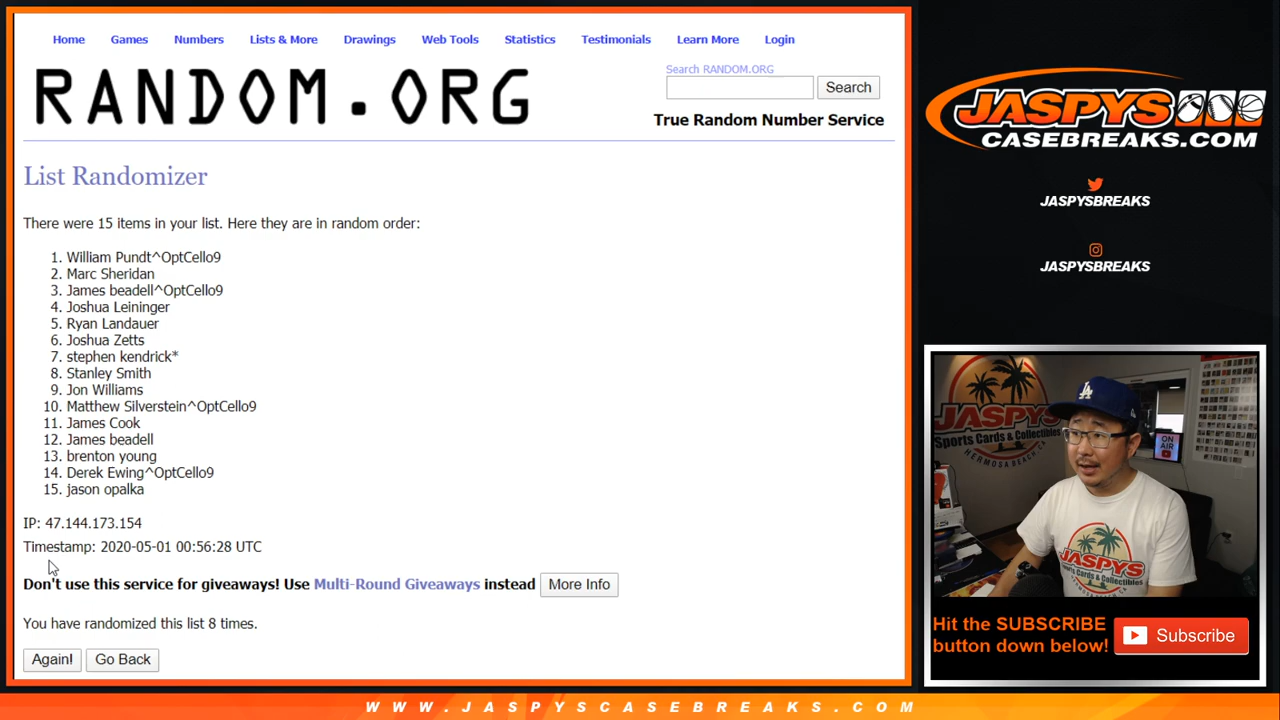 Home Games Numbers Lists & More Drawings Web Tools Statistics Testimonials Learn More Login
RANDOM.ORG
Search RANDOM.ORG
Search
True Random Number Service
List Randomizer
There were 15 items in your list. Here they are in random order:
1. William Pundt^OptCello9
2. Marc Sheridan
3. James beadell^OptCello9
4. Joshua Leininger
5. Ryan Landauer
6. Joshua Zetts
7. stephen kendrick*
8. Stanley Smith
9. Jon Williams
10. Matthew Silverstein^OptCello9
11. James Cook
12. James beadell
13. brenton young
14. Derek Ewing^OptCello9
15. jason opalka
IP: 47.144.173.154
Timestamp: 2020-05-01 00:56:28 UTC
Don't use this service for giveaways! Use Multi-Round Giveaways instead More Info
You have randomized this list 8 times.
Again! Go Back
JASPYS
CASEBREAKS.COM
JASPYSBREAKS
JASPYSBREAKS
JASPYS
Sports Cards & Collectibles
HERMOSA BEACH
LA
ON AIR
JASPYS
Hit the SUBSCRIBE
button down below!
Subscribe
WWW.JASPYSCASEBREAKS.COM